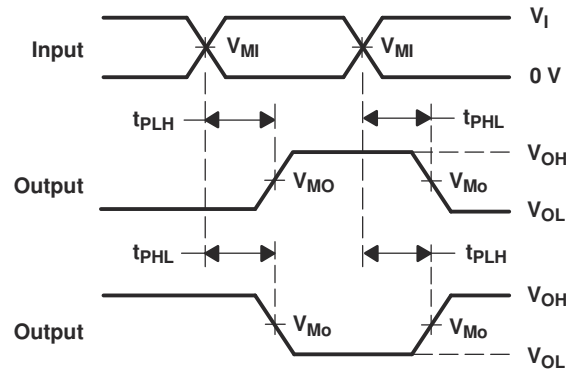 V_I
Input
V_MI
V_MI
0 V
t_PLH
t_PHL
V_OH
Output
V_MO
V_Mo
V_OL
t_PHL
t_PLH
V_OH
Output
V_Mo
V_Mo
V_OL